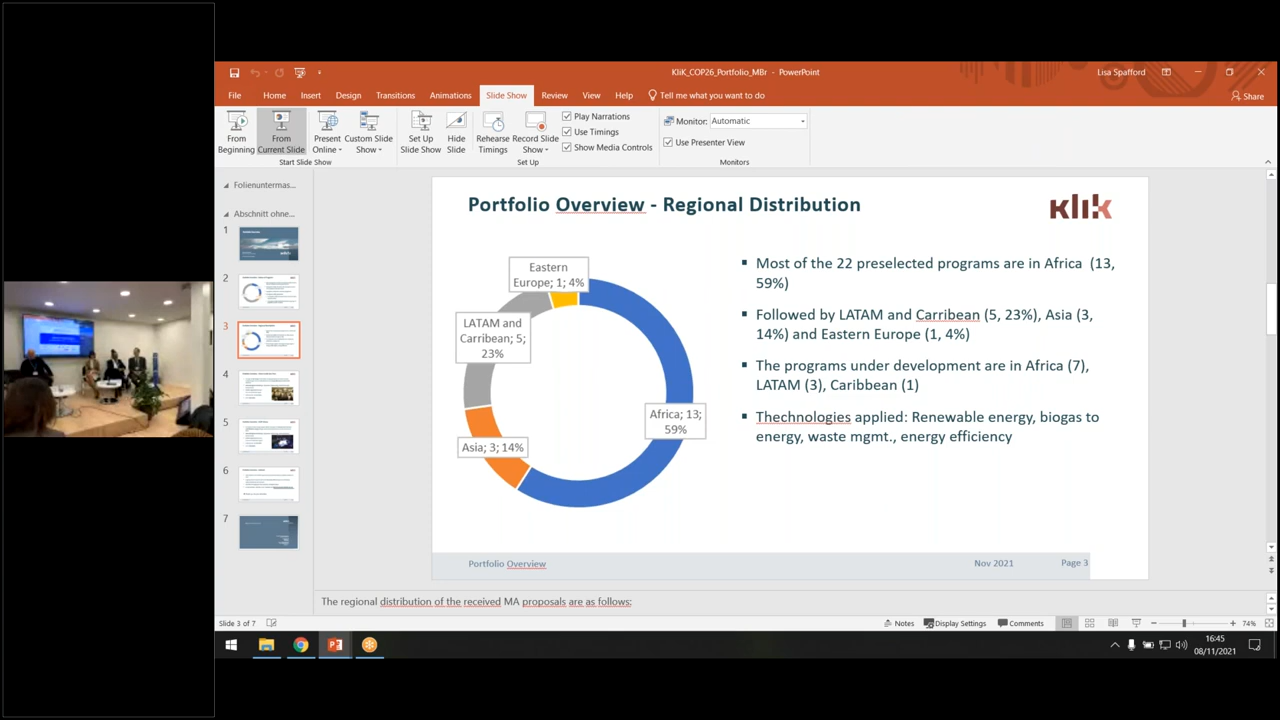 KliK_COP26_Portfolio_MBr - PowerPoint
Lisa Spafford
File Home Insert Design Transitions Animations Slide Show Review View Help Tell me what you want to do
Share
From Beginning
From Current Slide
Present Online
Custom Slide Show
Start Slide Show
Set Up Slide Show
Hide Slide
Rehearse Timings
Record Slide Show
Play Narrations
Use Timings
Show Media Controls
Set Up
Monitor: Automatic
Use Presenter View
Monitors
Folienuntermas...
Abschnitt ohne...
1
2
3
4
5
6
7
Portfolio Overview - Regional Distribution
KliK
Eastern
Europe; 1; 4%
LATAM and
Carribean; 5;
23%
Africa; 13;
59%
Asia; 3; 14%
Most of the 22 preselected programs are in Africa (13,
59%)
Followed by LATAM and Carribean (5, 23%), Asia (3,
14%) and Eastern Europe (1, 4%)
The programs under development are in Africa (7),
LATAM (3), Caribbean (1)
Thechnologies applied: Renewable energy, biogas to
energy, waste mgmt., energy efficiency
Portfolio Overview
Nov 2021
Page 3
The regional distribution of the received MA proposals are as follows:
Slide 3 of 7
Notes
Display Settings
Comments
74%
16:45
08/11/2021